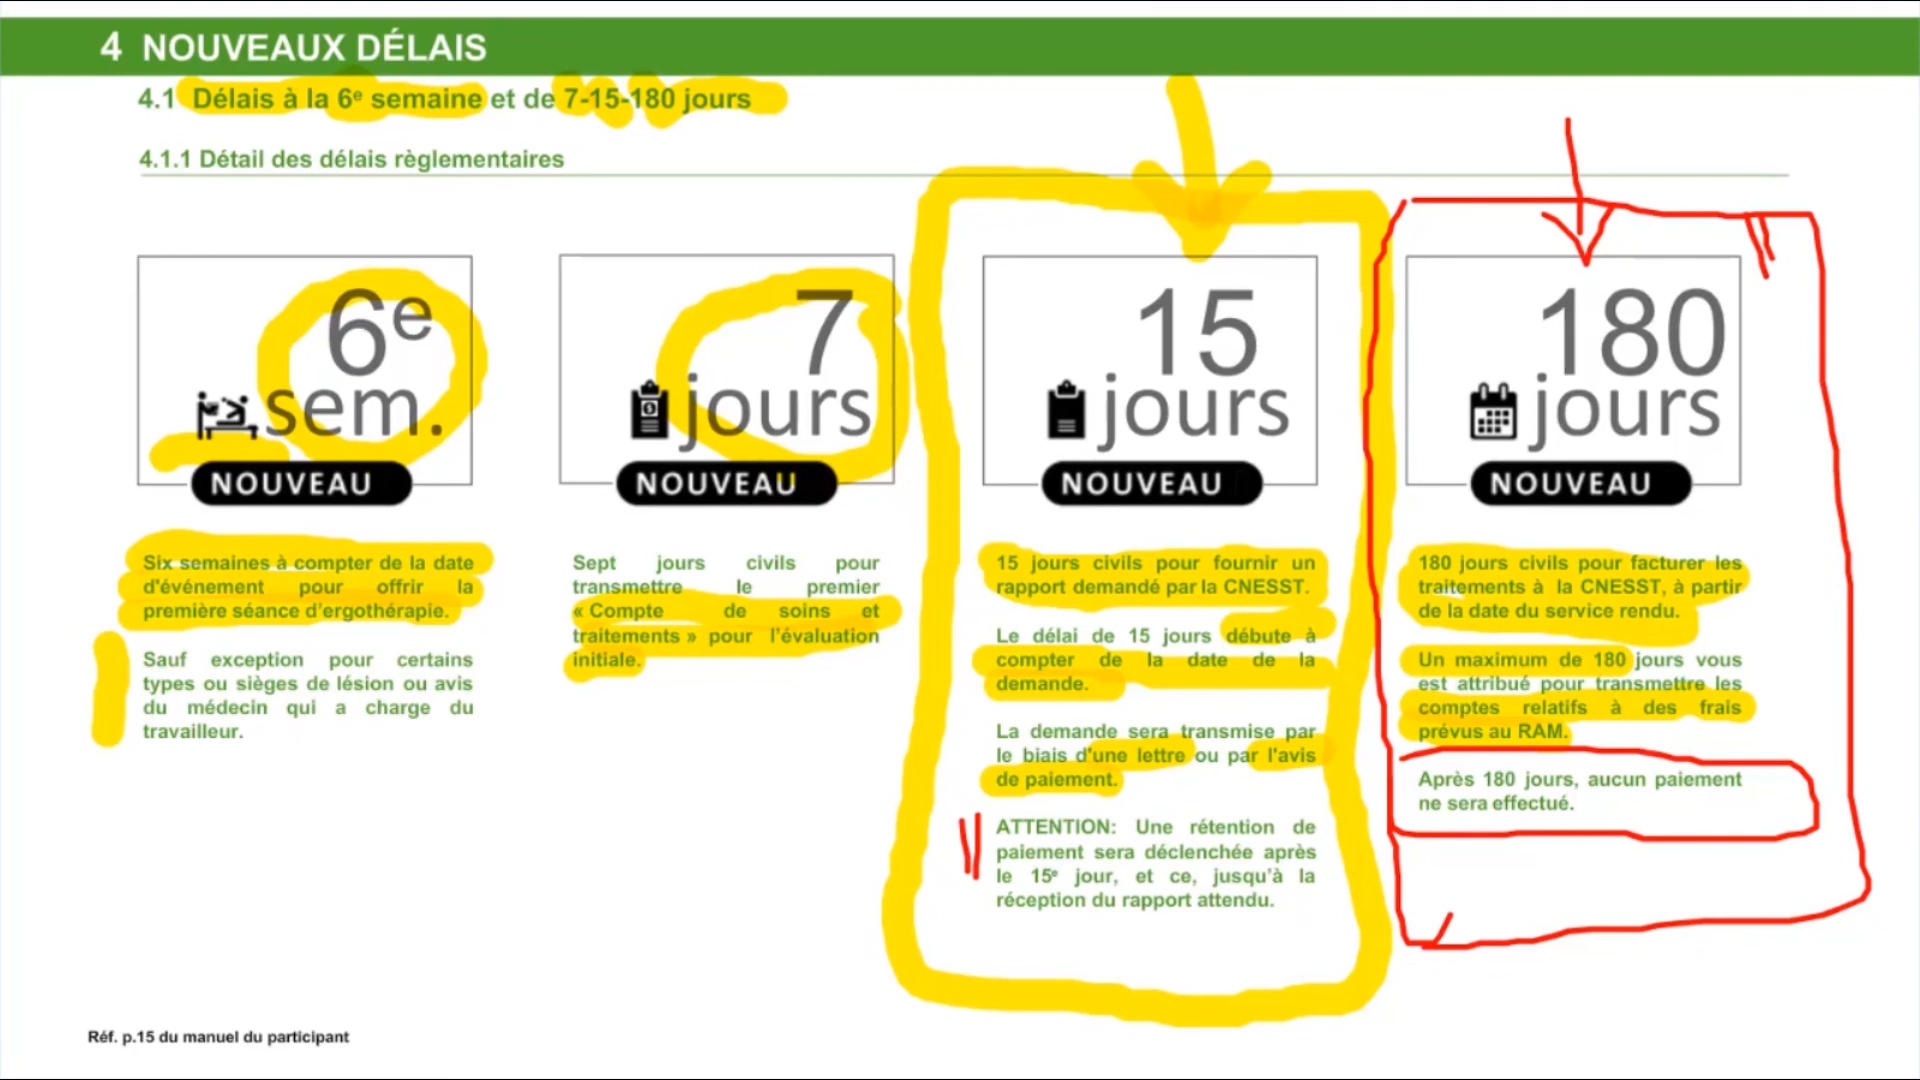 4 NOUVEAUX DÉLAIS
4.1 Délais à la 6e semaine et de 7-15-180 jours
4.1.1 Détail des délais règlementaires
6e
sem.
NOUVEAU
Six semaines à compter de la date
d'événement pour offrir la
première séance d'ergothérapie.
Sauf exception pour certains
types ou sièges de lésion ou avis
du médecin qui a charge du
travailleur.
7
jours
NOUVEAU
Sept jours civils pour
transmettre le premier
« Compte de soins et
traitements » pour l'évaluation
initiale.
15
jours
NOUVEAU
15 jours civils pour fournir un
rapport demandé par la CNESST.
Le délai de 15 jours débute à
compter de la date de la
demande.
La demande sera transmise par
le biais d'une lettre ou par l'avis
de paiement.
ATTENTION: Une rétention de
paiement sera déclenchée après
le 15e jour, et ce, jusqu'à la
réception du rapport attendu.
180
jours
NOUVEAU
180 jours civils pour facturer les
traitements à la CNESST, à partir
de la date du service rendu.
Un maximum de 180 jours vous
est attribué pour transmettre les
comptes relatifs à des frais
prévus au RAM.
Après 180 jours, aucun paiement
ne sera effectué.
Réf. p.15 du manuel du participant